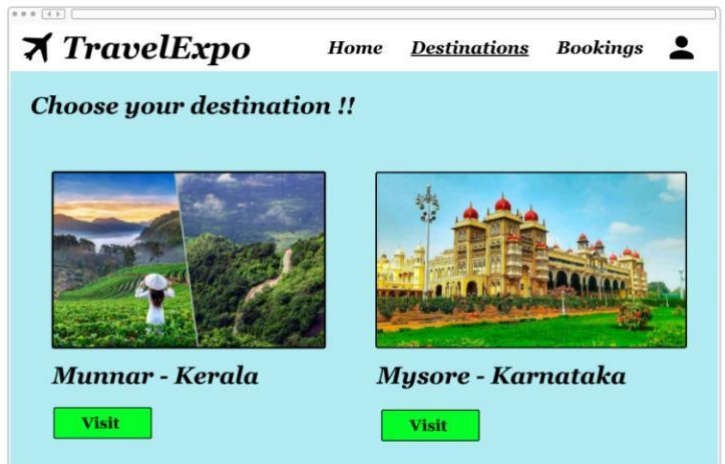 TravelExpo Home Destinations Bookings
Choose your destination !!
Munnar - Kerala
Mysore - Karnataka
Visit
Visit